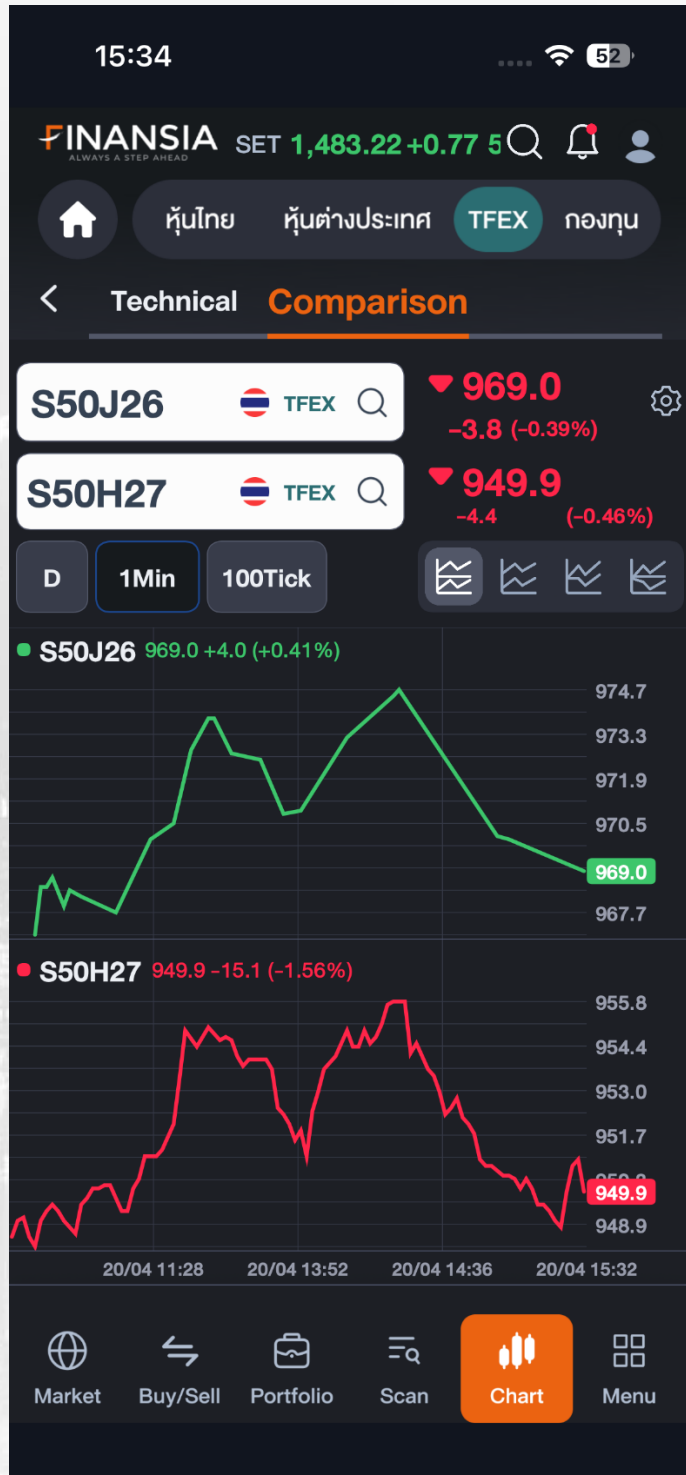 15:34
52
FINANSIA
ALWAYS A STEP AHEAD
SET 1,483.22 +0.77 5
หุ้นไทย หุ้นต่างประเทศ TFEX กองทุน
Technical Comparison
S50J26 TFEX
969.0
-3.8 (-0.39%)
S50H27 TFEX
949.9
-4.4 (-0.46%)
D 1Min 100Tick
S50J26 969.0 +4.0 (+0.41%)
974.7
973.3
971.9
970.5
969.0
967.7
S50H27 949.9 -15.1 (-1.56%)
955.8
954.4
953.0
951.7
949.9
948.9
20/04 11:28 20/04 13:52 20/04 14:36 20/04 15:32
Market Buy/Sell Portfolio Scan Chart Menu